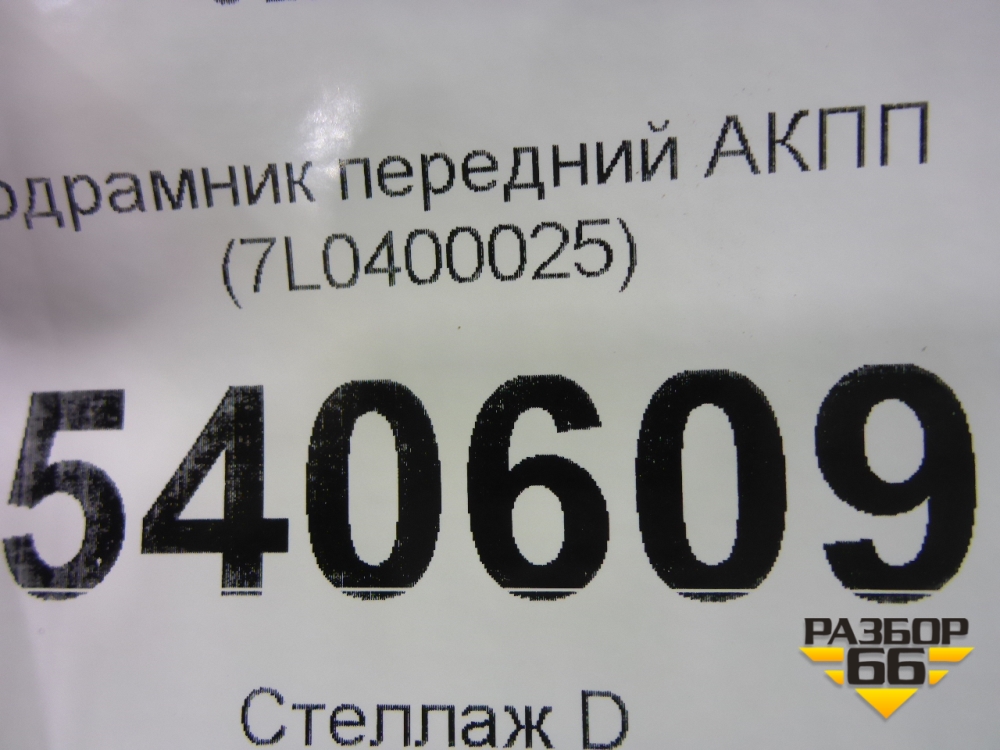 одрамник передний АКПП
(7L0400025)
540609
РАЗБОР
66
Стеллаж D